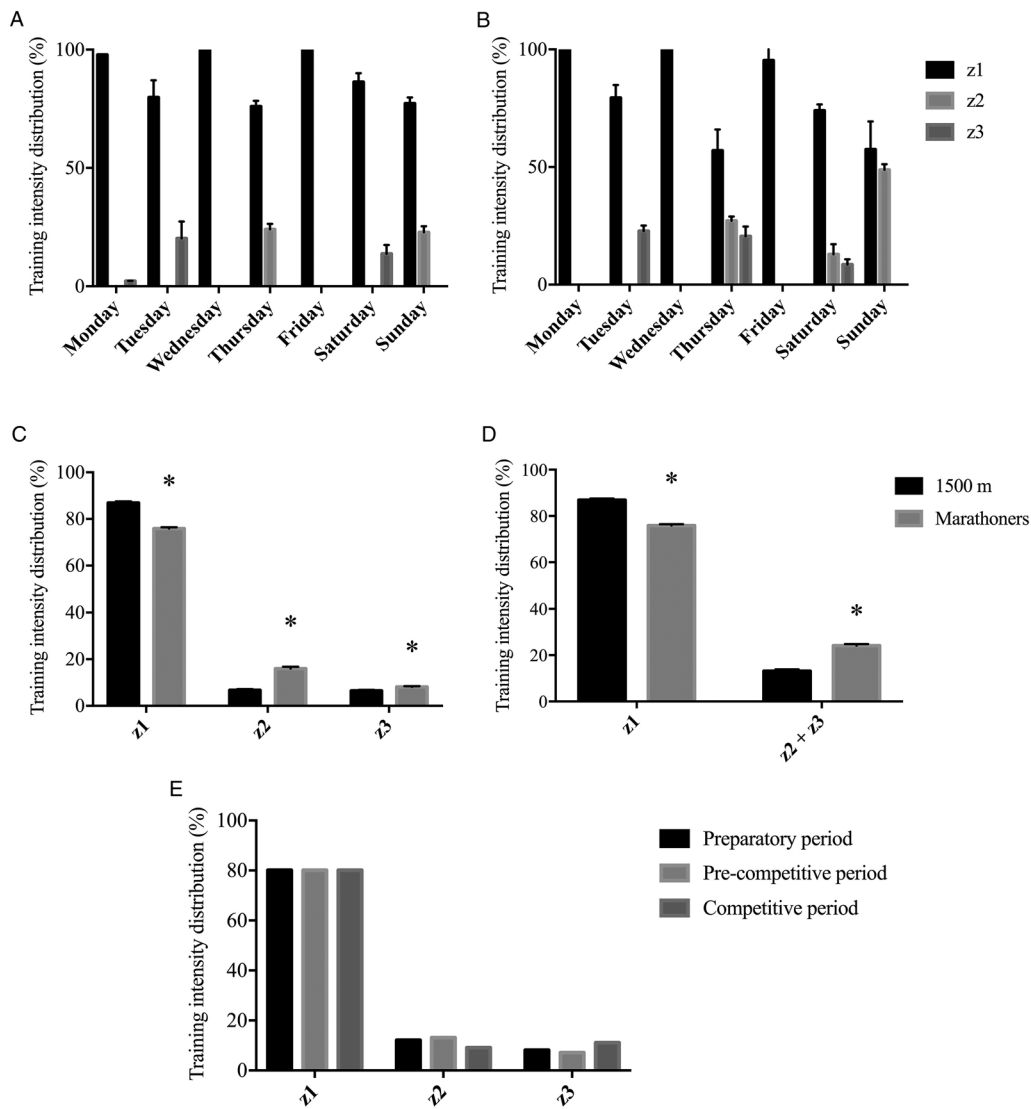 A
Training intensity distribution (%)
100
50
0
Monday
Tuesday
Wednesday
Thursday
Friday
Saturday
Sunday
B
Training intensity distribution (%)
100
50
0
Monday
Tuesday
Wednesday
Thursday
Friday
Saturday
Sunday
z1
z2
z3
C
Training intensity distribution (%)
100
80
60
40
20
0
*
*
*
z1
z2
z3
D
Training intensity distribution (%)
100
80
60
40
20
0
*
*
z1
z2 + z3
1500 m
Marathoners
E
Training intensity distribution (%)
100
80
60
40
20
0
z1
z2
z3
Preparatory period
Pre-competitive period
Competitive period